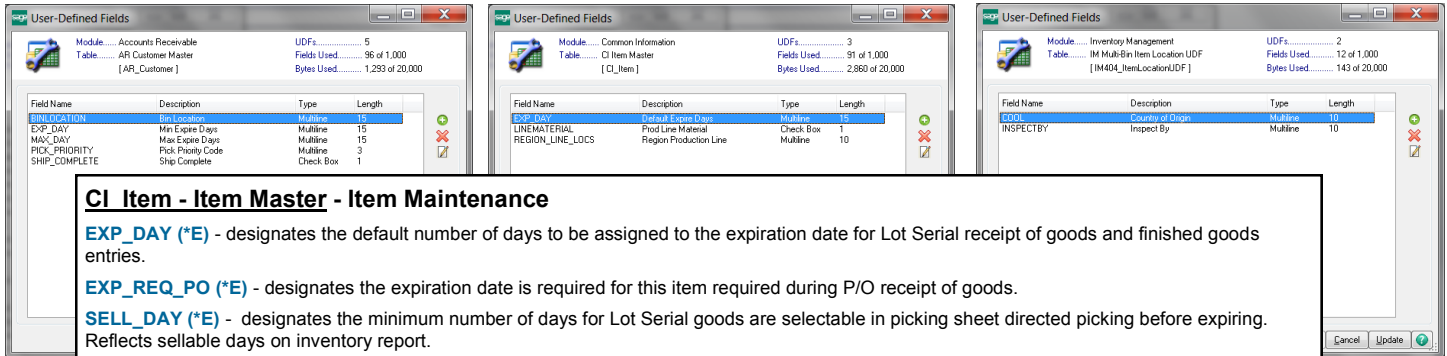 User-Defined Fields
Module...... Accounts Receivable
UDFs.................. 5
Table........ AR Customer Master
Fields Used........ 96 of 1,000
[ AR_Customer ]
Bytes Used.......... 1,293 of 20,000
Field Name Description Type Length
BINLOCATION Bin Location Multiline 15
EXP_DAY Min Expire Days Multiline 15
MAX_DAY Max Expire Days Multiline 15
PICK_PRIORITY Pick Priority Code Multiline 3
SHIP_COMPLETE Ship Complete Check Box 1
User-Defined Fields
Module...... Common Information
UDFs.................. 3
Table........ CI Item Master
Fields Used........ 91 of 1,000
[ CI_Item ]
Bytes Used.......... 2,860 of 20,000
Field Name Description Type Length
EXP_DAY Default Expire Days Multiline 15
LINEMATERIAL Prod Line Material Check Box 1
REGION_LINE_LOCS Region Production Line Multiline 10
User-Defined Fields
Module...... Inventory Management
UDFs.................. 2
Table........ IM Multi-Bin Item Location UDF
Fields Used........ 12 of 1,000
[ IM404_ItemLocationUDF ]
Bytes Used.......... 143 of 20,000
Field Name Description Type Length
COOL Country of Origin Multiline 10
INSPECTBY Inspect By Multiline 10
CI_Item - Item Master - Item Maintenance
EXP_DAY (*E) - designates the default number of days to be assigned to the expiration date for Lot Serial receipt of goods and finished goods
entries.
EXP_REQ_PO (*E) - designates the expiration date is required for this item required during P/O receipt of goods.
SELL_DAY (*E) - designates the minimum number of days for Lot Serial goods are selectable in picking sheet directed picking before expiring.
Reflects sellable days on inventory report.
Cancel Update